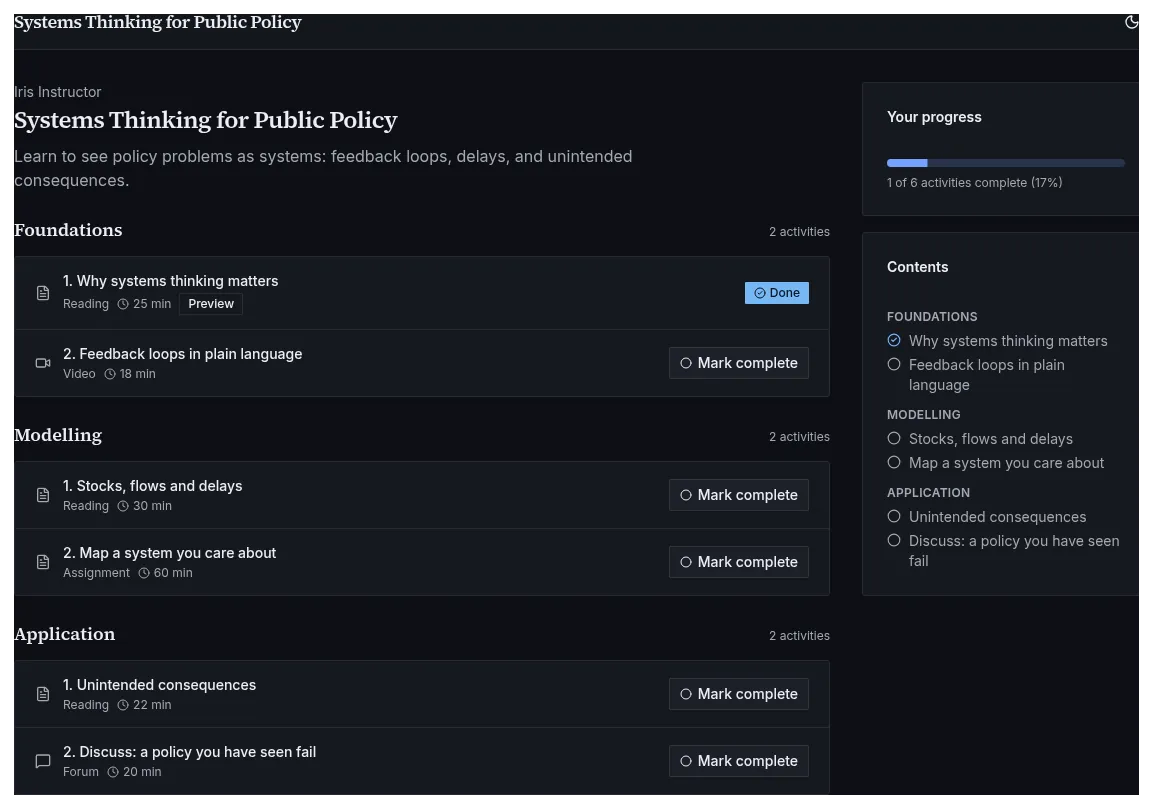 Systems Thinking for Public Policy
Iris Instructor
Systems Thinking for Public Policy
Learn to see policy problems as systems: feedback loops, delays, and unintended
consequences.
Foundations
2 activities
1. Why systems thinking matters
Reading 25 min Preview
Done
2. Feedback loops in plain language
Video 18 min
Mark complete
Modelling
2 activities
1. Stocks, flows and delays
Reading 30 min
Mark complete
2. Map a system you care about
Assignment 60 min
Mark complete
Application
2 activities
1. Unintended consequences
Reading 22 min
Mark complete
2. Discuss: a policy you have seen fail
Forum 20 min
Mark complete
Your progress
1 of 6 activities complete (17%)
Contents
FOUNDATIONS
Why systems thinking matters
Feedback loops in plain
language
MODELLING
Stocks, flows and delays
Map a system you care about
APPLICATION
Unintended consequences
Discuss: a policy you have seen
fail